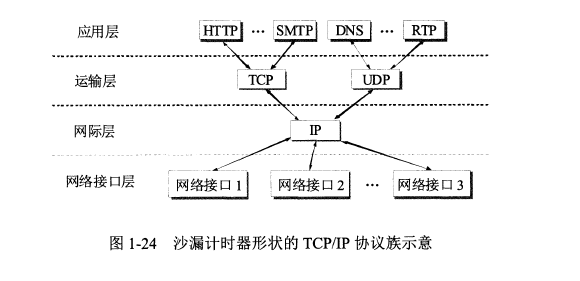 应用层 HTTP … SMTP DNS … RTP
运输层 TCP UDP
网际层 IP
网络接口层 网络接口 1 网络接口 2 … 网络接口 3
图 1-24 沙漏计时器形状的 TCP/IP 协议族示意